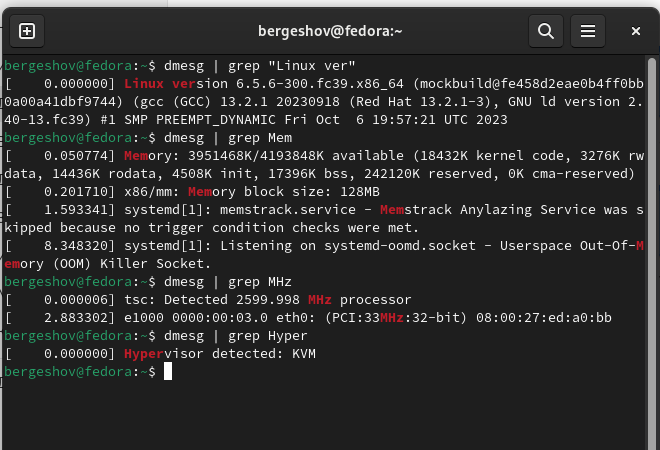 bergeshov@fedora:~
bergeshov@fedora:~$ dmesg | grep "Linux ver"
[    0.000000] Linux version 6.5.6-300.fc39.x86_64 (mockbuild@fe458d2eae0b4ff0bb
0a00a41dbf9744) (gcc (GCC) 13.2.1 20230918 (Red Hat 13.2.1-3), GNU ld version 2.
40-13.fc39) #1 SMP PREEMPT_DYNAMIC Fri Oct  6 19:57:21 UTC 2023
bergeshov@fedora:~$ dmesg | grep Mem
[    0.050774] Memory: 3951468K/4193848K available (18432K kernel code, 3276K rw
data, 14436K rodata, 4508K init, 17396K bss, 242120K reserved, 0K cma-reserved)
[    0.201710] x86/mm: Memory block size: 128MB
[    1.593341] systemd[1]: memstrack.service - Memstrack Anylazing Service was s
kipped because no trigger condition checks were met.
[    8.348320] systemd[1]: Listening on systemd-oomd.socket - Userspace Out-Of-M
emory (OOM) Killer Socket.
bergeshov@fedora:~$ dmesg | grep MHz
[    0.000006] tsc: Detected 2599.998 MHz processor
[    2.883302] e1000 0000:00:03.0 eth0: (PCI:33MHz:32-bit) 08:00:27:ed:a0:bb
bergeshov@fedora:~$ dmesg | grep Hyper
[    0.000000] Hypervisor detected: KVM
bergeshov@fedora:~$